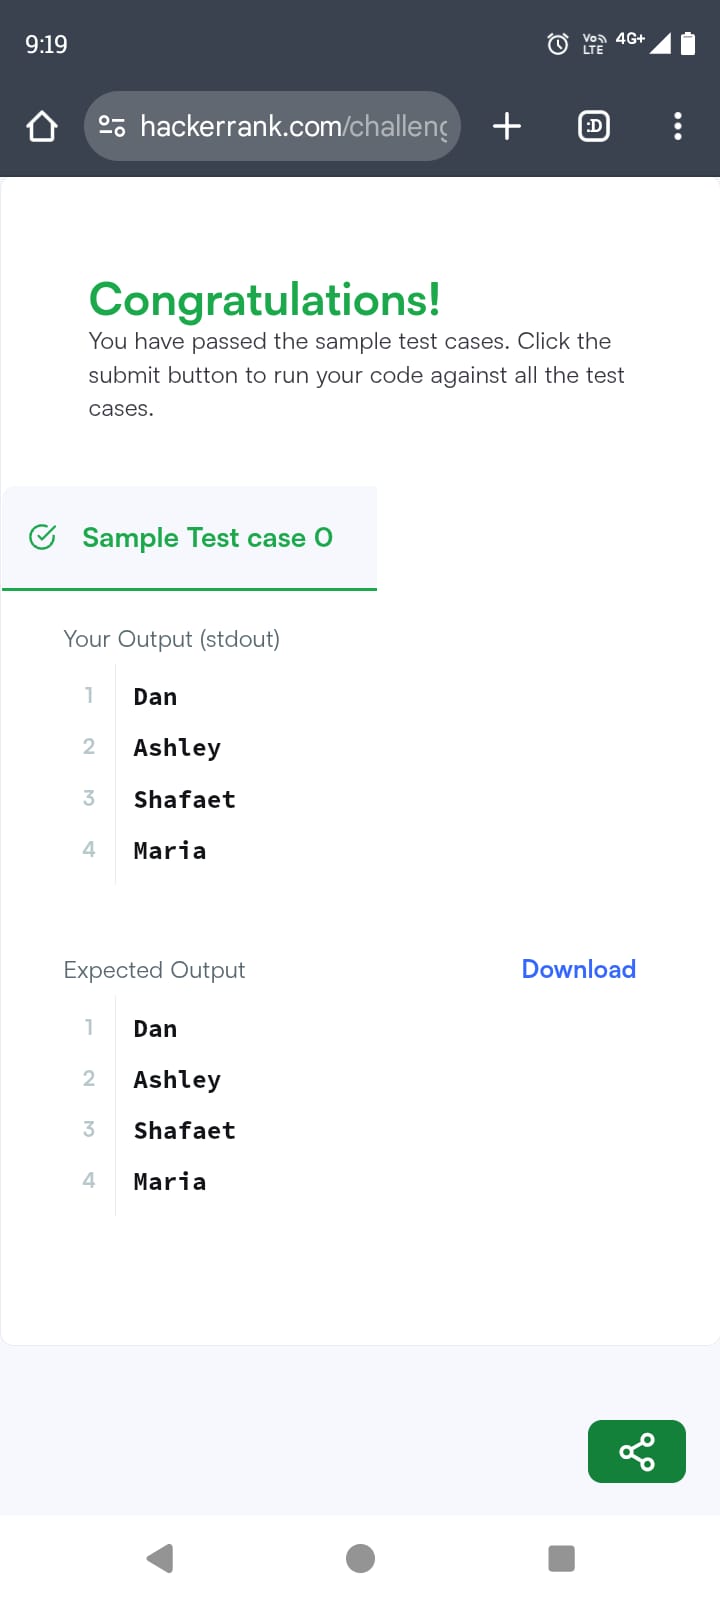 9:19
Vo LTE 4G+
hackerrank.com/challeng
:D
Congratulations!
You have passed the sample test cases. Click the
submit button to run your code against all the test
cases.
Sample Test case 0
Your Output (stdout)
1 Dan
2 Ashley
3 Shafaet
4 Maria
Expected Output Download
1 Dan
2 Ashley
3 Shafaet
4 Maria